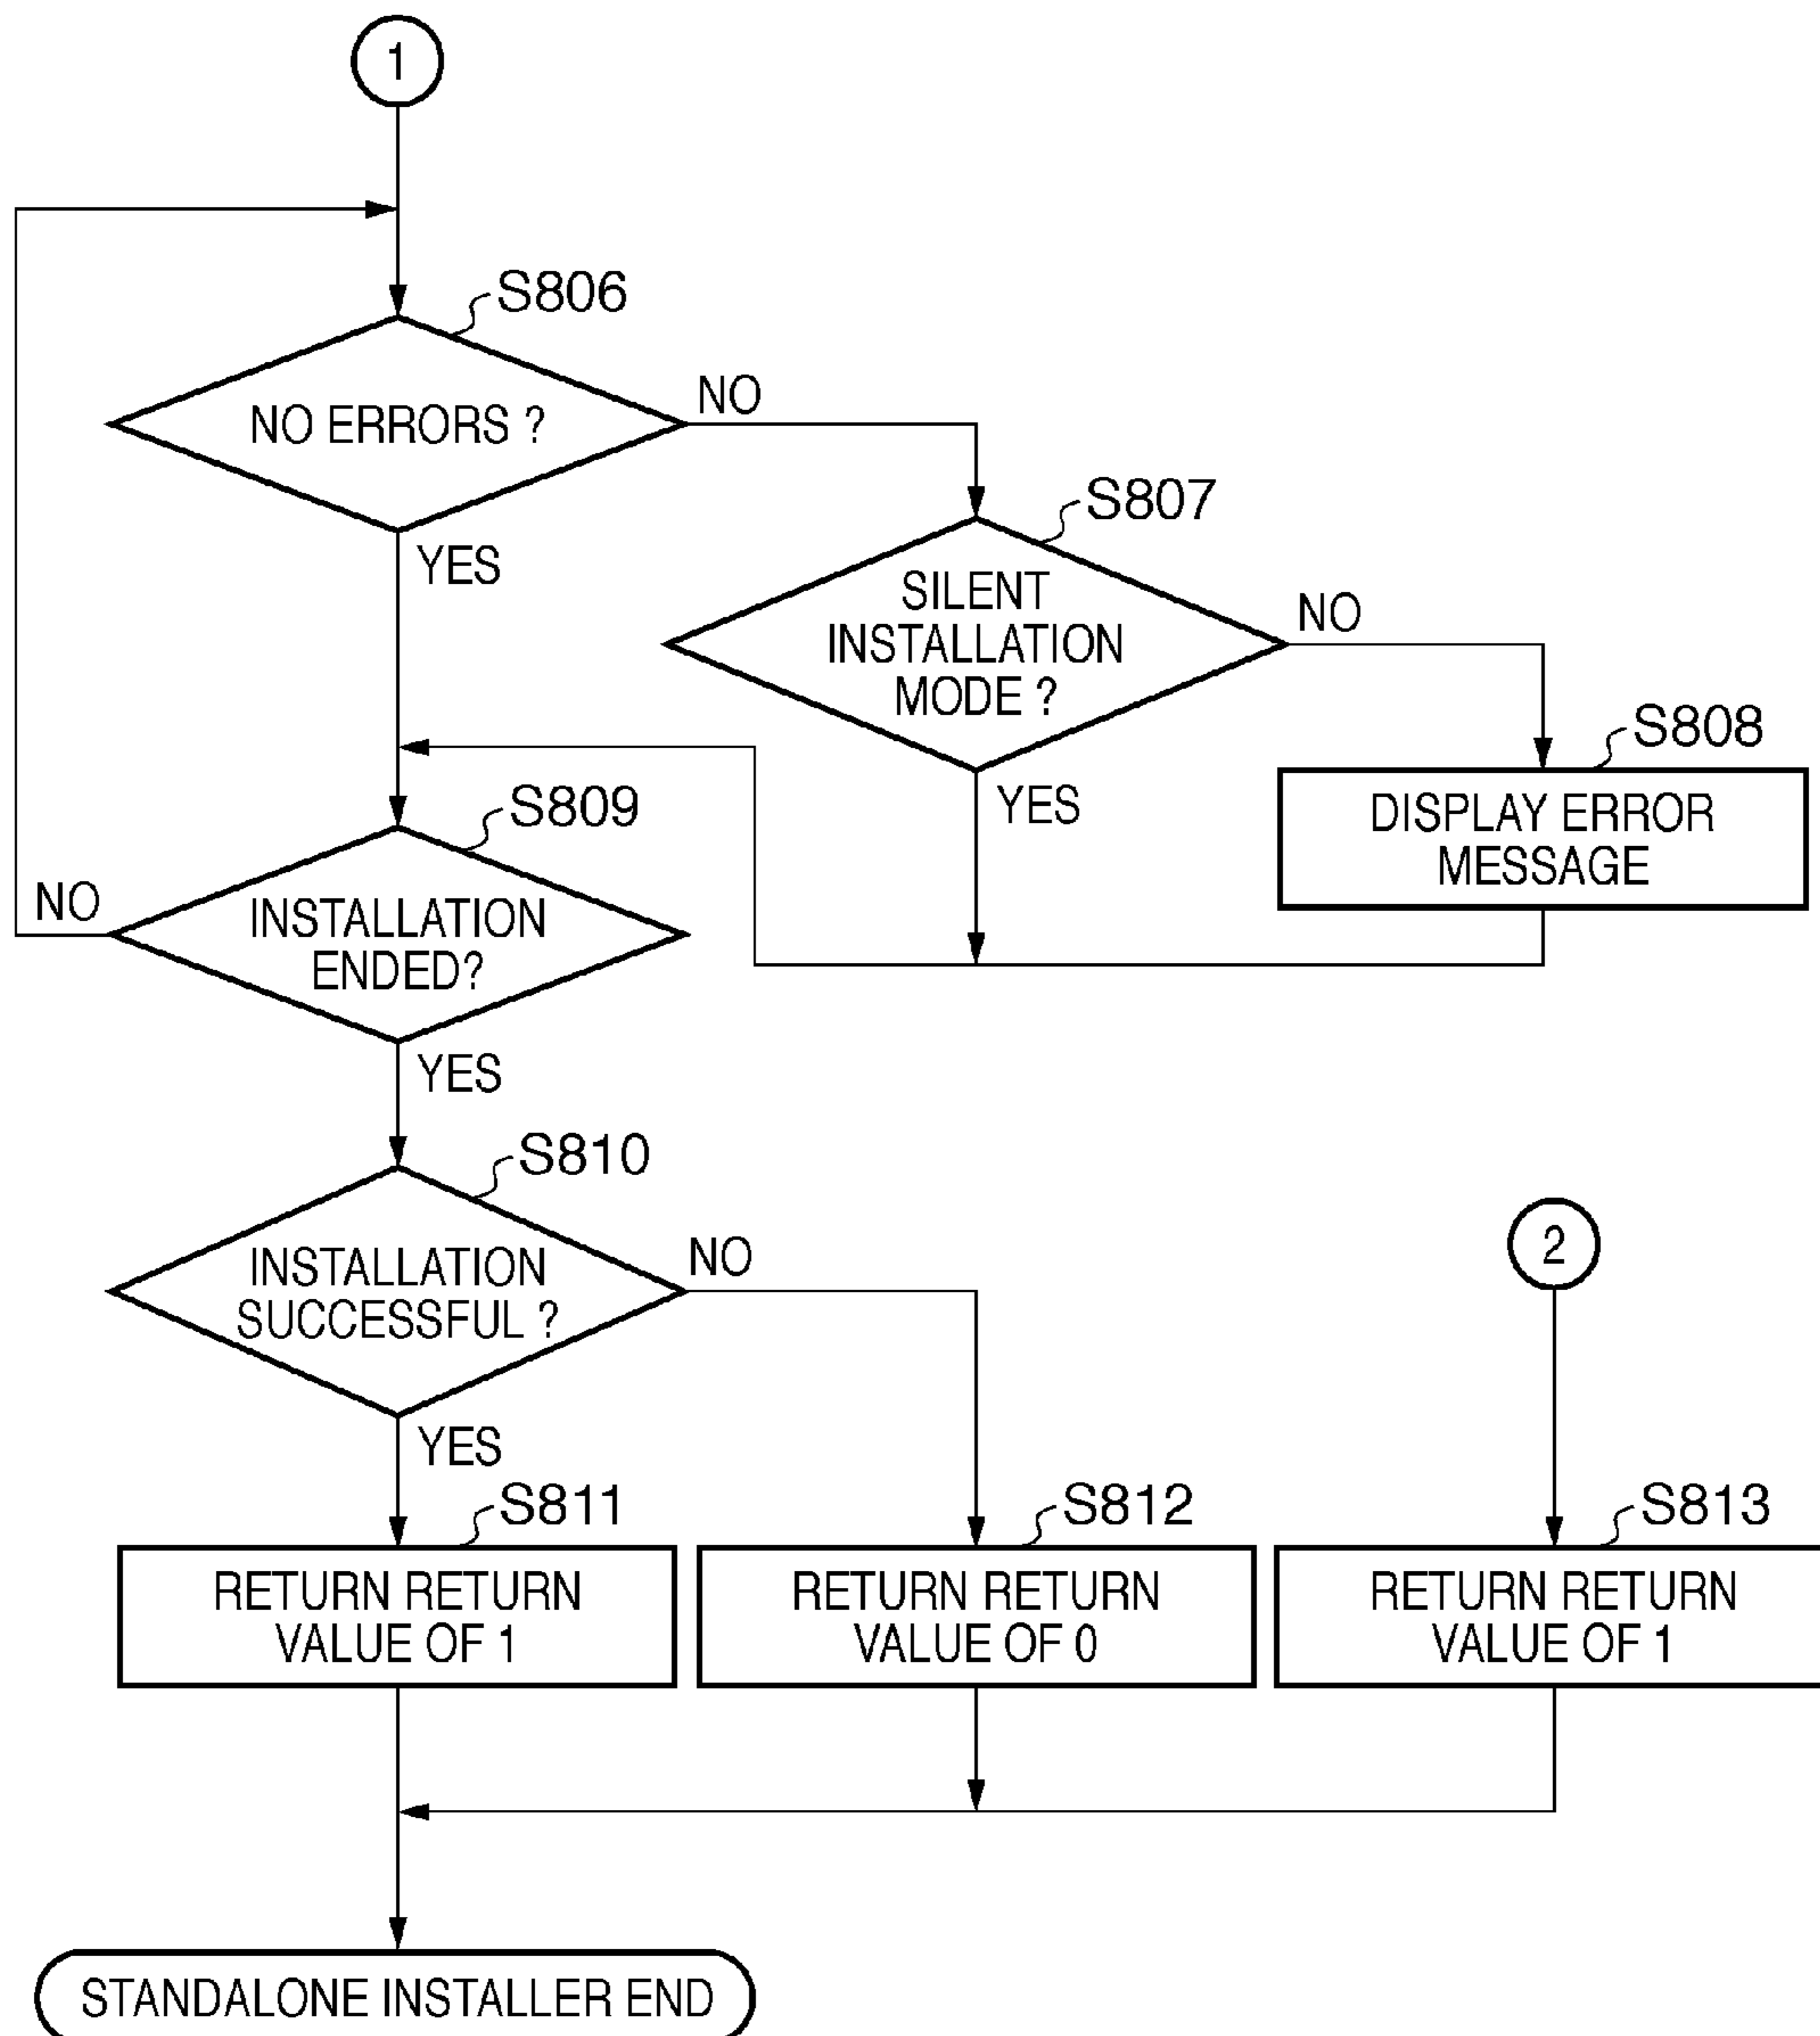 1
S806
NO ERRORS ?
NO
YES
S807
SILENT
INSTALLATION
MODE ?
NO
YES
S808
DISPLAY ERROR
MESSAGE
S809
INSTALLATION
ENDED?
NO
YES
S810
INSTALLATION
SUCCESSFUL ?
NO
YES
2
S811
RETURN RETURN
VALUE OF 1
S812
RETURN RETURN
VALUE OF 0
S813
RETURN RETURN
VALUE OF 1
STANDALONE INSTALLER END